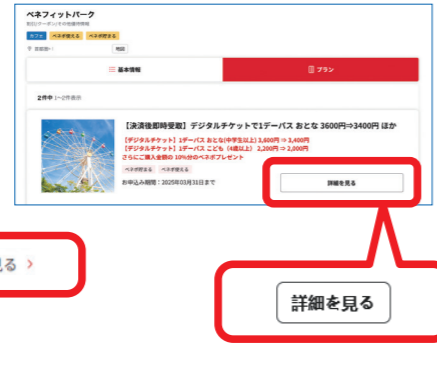 ベネフィットパーク
カフェ ベネポ使える ベネポ貯まる
地図
基本情報 プラン
2件中 1~2件表示
【決済後即時受取】デジタルチケットで1デーパス おとな 3600円⇒3400円 ほか
【デジタルチケット】1デーパス おとな(中学生以上) 3,600円 ⇒ 3,400円
【デジタルチケット】1デーパス こども(4歳以上) 2,200円 ⇒ 2,000円
さらにご購入金額の 10%分のベネポプレゼント
ベネポ貯まる ベネポ使える
お申込み期間:2025年03月31日まで
詳細を見る
見る >
詳細を見る